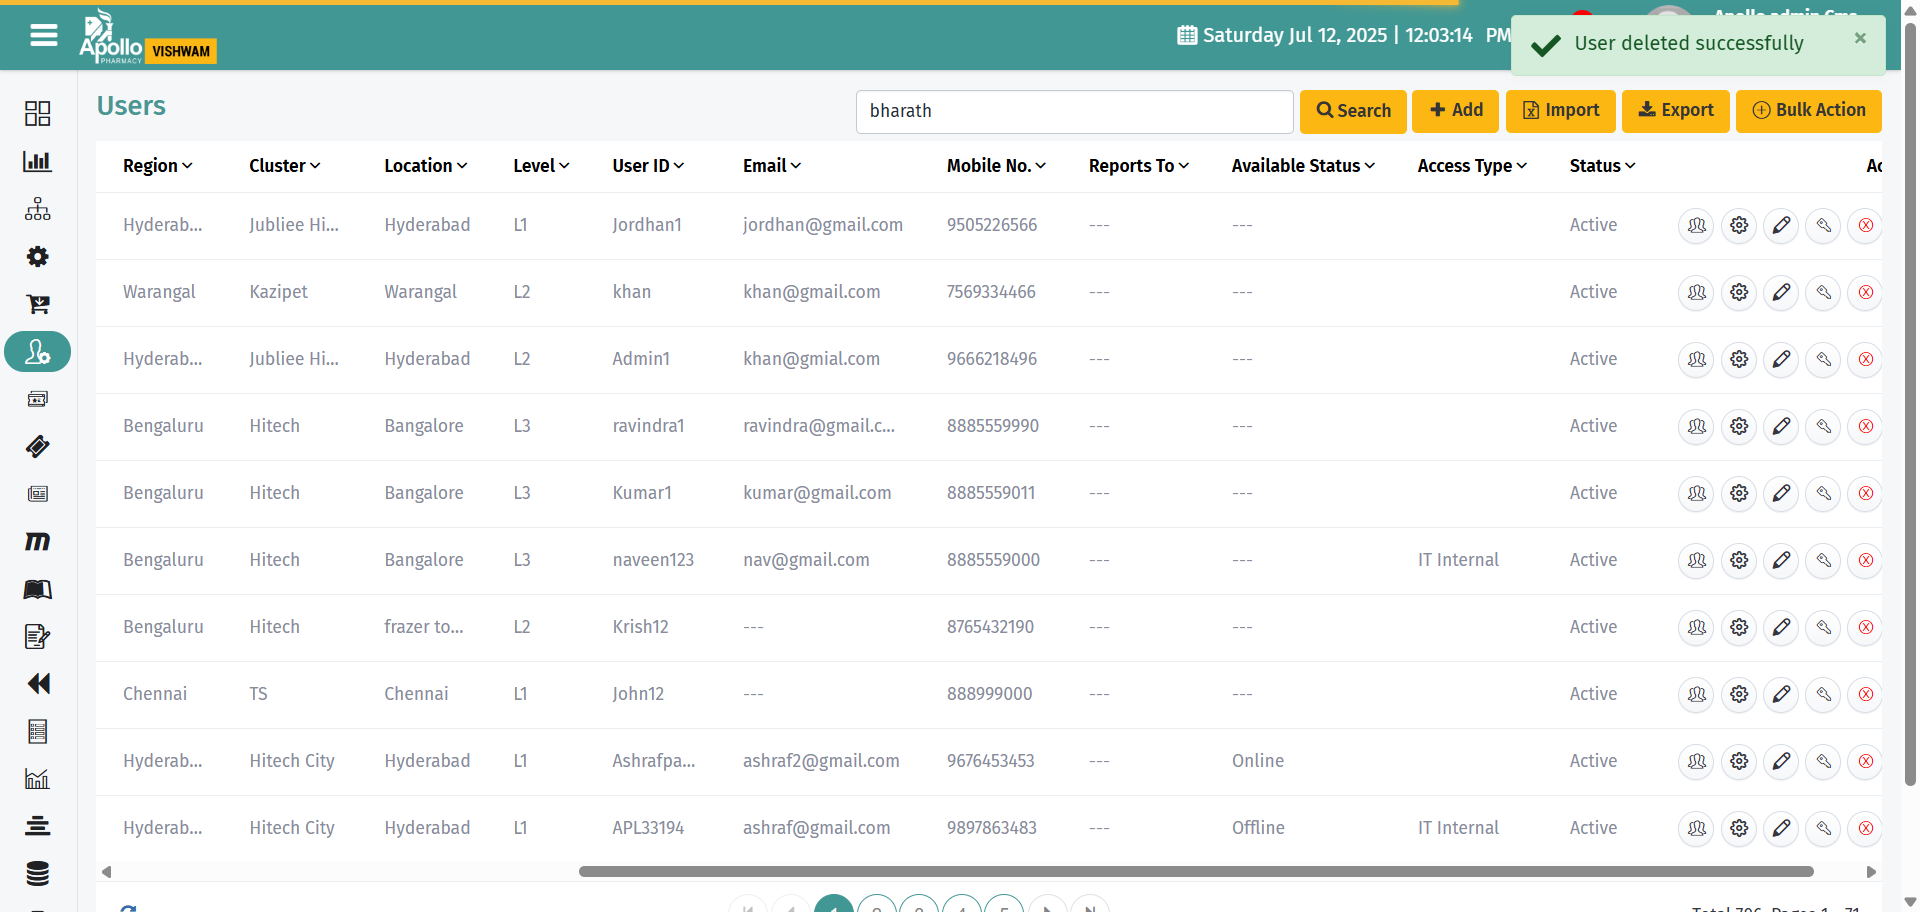 Apollo
PHARMACY
VISHWAM
Saturday Jul 12, 2025 | 12:03:14 PM
User deleted successfully
×
Users
bharath
Search
Add
Import
Export
Bulk Action
Region Cluster Location Level User ID Email Mobile No. Reports To Available Status Access Type Status
Hyderab... Jubliee Hi... Hyderabad L1 Jordhan1 jordhan@gmail.com 9505226566 --- --- Active
Warangal Kazipet Warangal L2 khan khan@gmail.com 7569334466 --- --- Active
Hyderab... Jubliee Hi... Hyderabad L2 Admin1 khan@gmial.com 9666218496 --- --- Active
Bengaluru Hitech Bangalore L3 ravindra1 ravindra@gmail.c... 8885559990 --- --- Active
Bengaluru Hitech Bangalore L3 Kumar1 kumar@gmail.com 8885559011 --- --- Active
Bengaluru Hitech Bangalore L3 naveen123 nav@gmail.com 8885559000 --- --- IT Internal Active
Bengaluru Hitech frazer to... L2 Krish12 --- 8765432190 --- --- Active
Chennai TS Chennai L1 John12 --- 888999000 --- --- Active
Hyderab... Hitech City Hyderabad L1 Ashrafpa... ashraf2@gmail.com 9676453453 --- Online Active
Hyderab... Hitech City Hyderabad L1 APL33194 ashraf@gmail.com 9897863483 --- Offline IT Internal Active